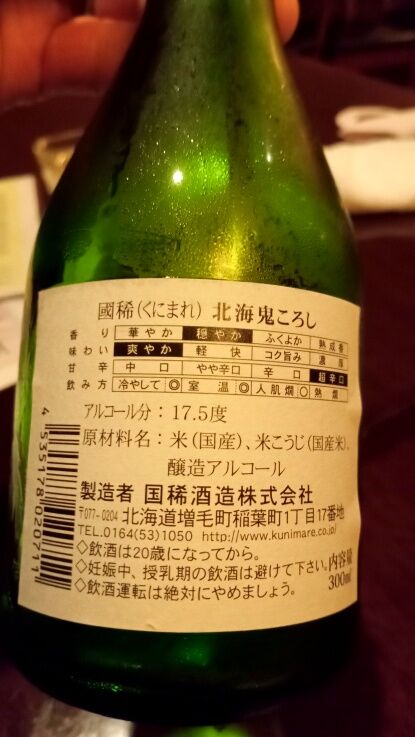 國稀(くにまれ) 北海鬼ころし
香り 華やか 穏やか ふくよか 熟成香
味わい 爽やか 軽快 コク旨み 濃厚
甘辛 中口 やや辛口 辛口 超辛口
飲み方 冷やして ◎ 室温 ◎ 人肌燗 ○ 熱燗
アルコール分：17.5度
原材料名：米(国産)、米こうじ(国産米)、
醸造アルコール
製造者 国稀酒造株式会社
〒077-0204 北海道増毛町稲葉町1丁目17番地
TEL.0164(53)1050 http://www.kunimare.co.jp/
◇飲酒は20歳になってから。
◇妊娠中、授乳期の飲酒は避けて下さい。
◇飲酒運転は絶対にやめましょう。
内容量
300ml
4 535178 020711